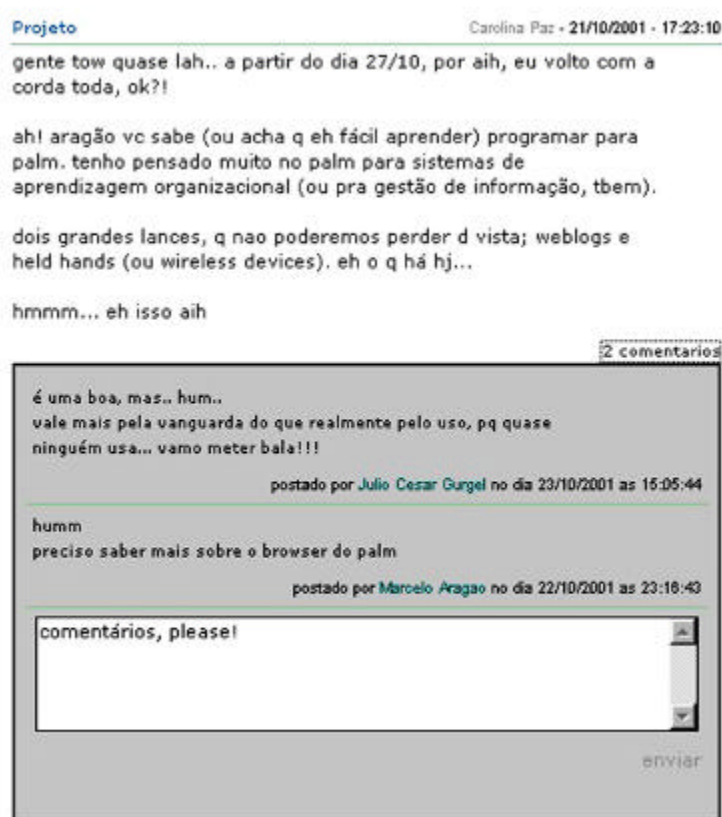 Projeto Carolina Paz - 21/10/2001 - 17:23:10
gente tow quase lah.. a partir do dia 27/10, por aih, eu volto com a
corda toda, ok?!
ah! aragão vc sabe (ou acha q eh fácil aprender) programar para
palm. tenho pensado muito no palm para sistemas de
aprendizagem organizacional (ou pra gestão de informação, tbem).
dois grandes lances, q nao poderemos perder d vista; weblogs e
held hands (ou wireless devices). eh o q há hj...
hmmm... eh isso aih
2 comentarios
é uma boa, mas.. hum..
vale mais pela vanguarda do que realmente pelo uso, pq quase
ninguém usa... vamo meter bala!!!
postado por Julio Cesar Gurgel no dia 23/10/2001 as 15:05:44
humm
preciso saber mais sobre o browser do palm
postado por Marcelo Aragao no dia 22/10/2001 as 23:16:43
comentários, please!
enviar